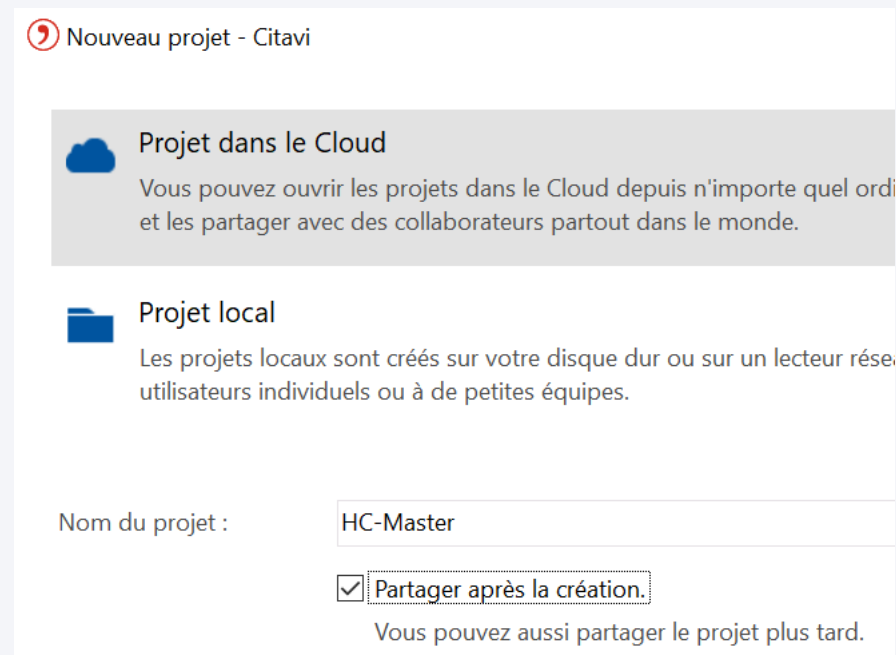 Nouveau projet - Citavi
Projet dans le Cloud
Vous pouvez ouvrir les projets dans le Cloud depuis n'importe quel
et les partager avec des collaborateurs partout dans le monde.
Projet local
Les projets locaux sont créés sur votre disque dur ou sur un lecteur
utilisateurs individuels ou à de petites équipes.
Nom du projet :
HC-Master
Partager après la création.
Vous pouvez aussi partager le projet plus tard.